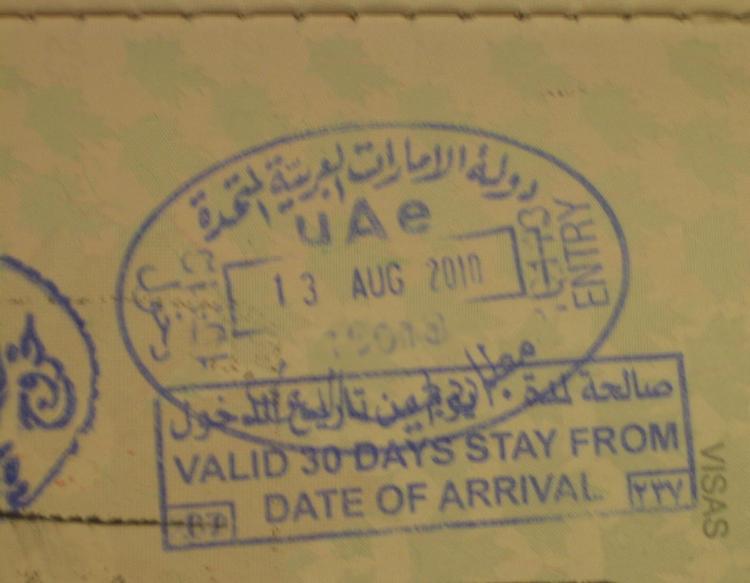 دولة الامارات العربية المتحدة
UAe
13 AUG 2010
ENTRY
صالحة لمدة ٣٠ يوم من تاريخ الدخول
VALID 30 DAYS STAY FROM
DATE OF ARRIVAL
٢٣٧
VISAS